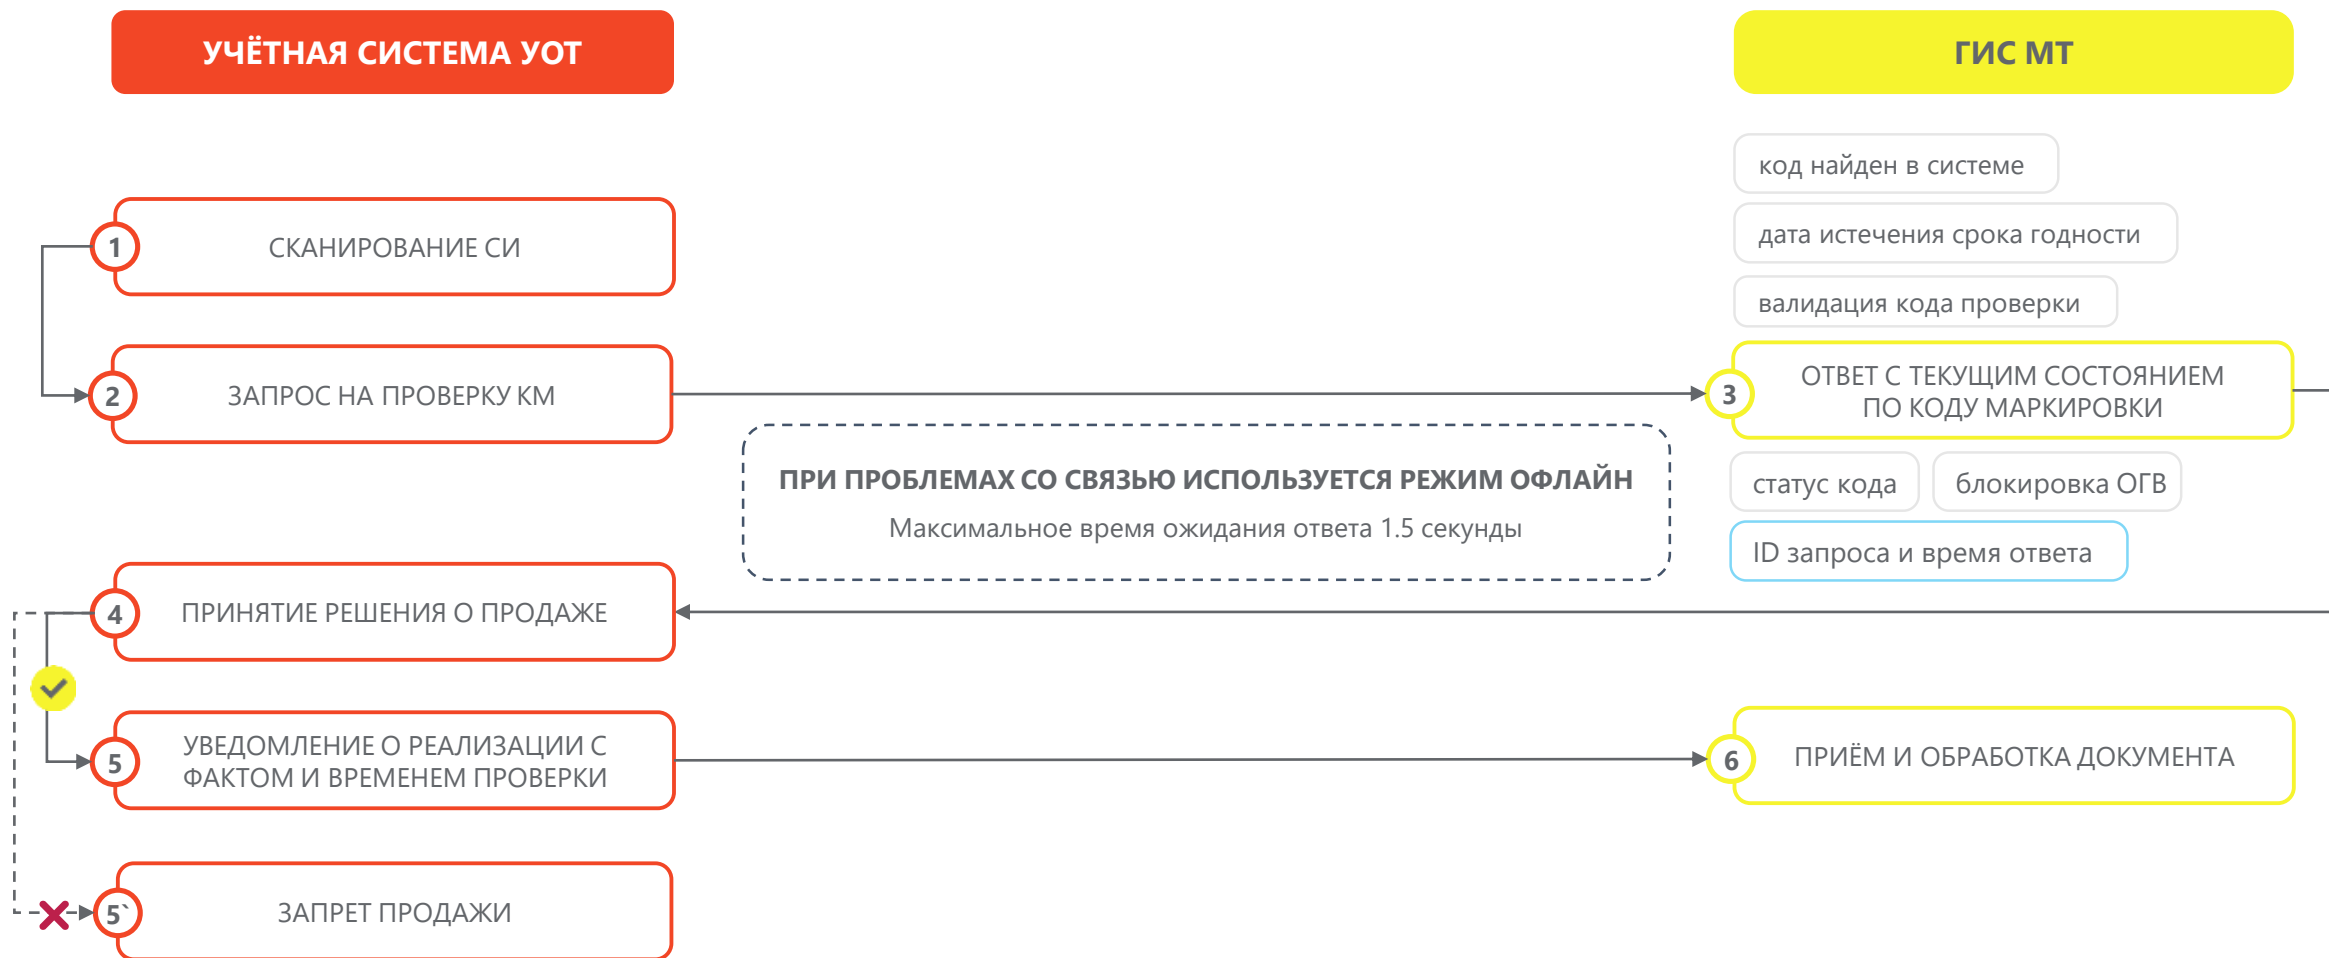 УЧЁТНАЯ СИСТЕМА УОТ
ГИС МТ
код найден в системе
дата истечения срока годности
валидация кода проверки
1
СКАНИРОВАНИЕ СИ
2
ЗАПРОС НА ПРОВЕРКУ КМ
3
ОТВЕТ С ТЕКУЩИМ СОСТОЯНИЕМ
ПО КОДУ МАРКИРОВКИ
ПРИ ПРОБЛЕМАХ СО СВЯЗЬЮ ИСПОЛЬЗУЕТСЯ РЕЖИМ ОФЛАЙН
Максимальное время ожидания ответа 1.5 секунды
статус кода
блокировка ОГВ
ID запроса и время ответа
4
ПРИНЯТИЕ РЕШЕНИЯ О ПРОДАЖЕ
5
УВЕДОМЛЕНИЕ О РЕАЛИЗАЦИИ С
ФАКТОМ И ВРЕМЕНЕМ ПРОВЕРКИ
6
ПРИЁМ И ОБРАБОТКА ДОКУМЕНТА
5`
ЗАПРЕТ ПРОДАЖИ